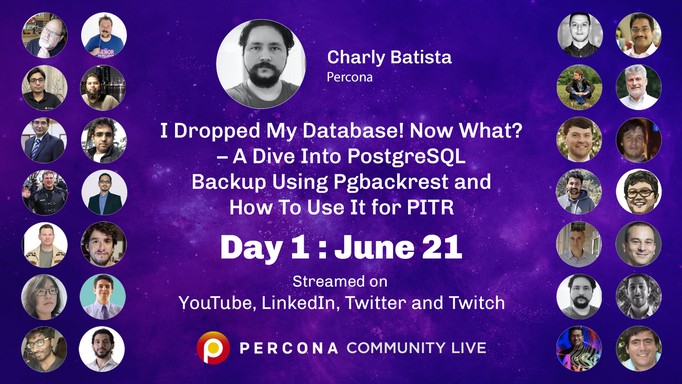 Charly Batista
Percona
I Dropped My Database! Now What?
– A Dive Into PostgreSQL
Backup Using Pgbackrest and
How To Use It for PITR
Day 1 : June 21
Streamed on
YouTube, LinkedIn, Twitter and Twitch
PERCONA COMMUNITY LIVE